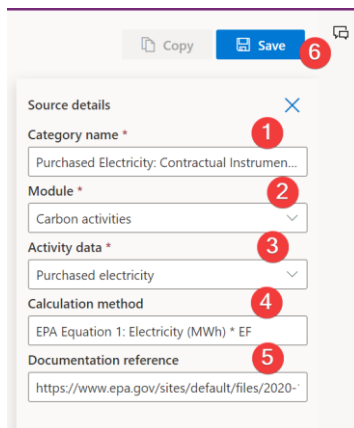 Copy
Save
6
Source details
Category name *
1
Purchased Electricity: Contractual Instrumen...
Module *
2
Carbon activities
Activity data *
3
Purchased electricity
Calculation method
4
EPA Equation 1: Electricity (MWh) * EF
Documentation reference
5
https://www.epa.gov/sites/default/files/2020-